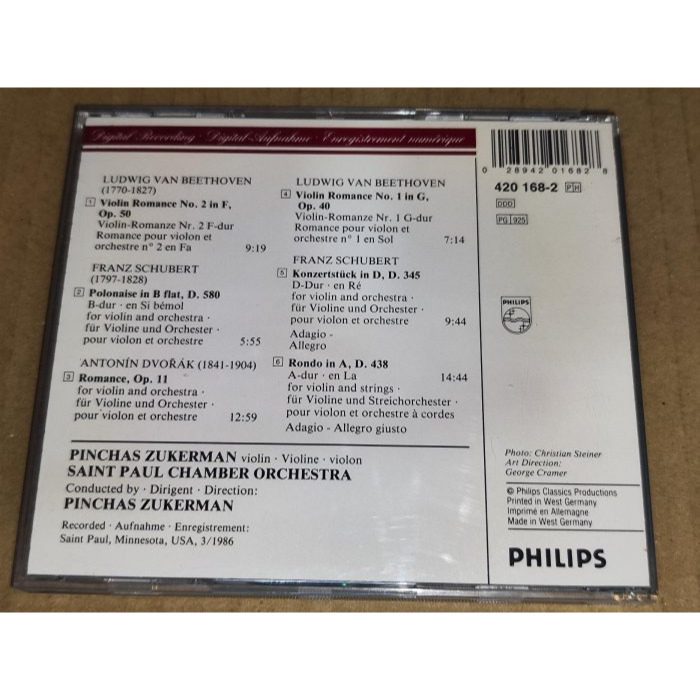 Digital Recording · Digital-Aufnahme · Enregistrement numérique
LUDWIG VAN BEETHOVEN
(1770-1827)
1 Violin Romance No. 2 in F,
Op. 50
Violin-Romanze Nr. 2 F-dur
Romance pour violon et
orchestre n° 2 en Fa 9:19
FRANZ SCHUBERT
(1797-1828)
2 Polonaise in B flat, D. 580
B-dur · en Si bémol
for violin and orchestra ·
für Violine und Orchester ·
pour violon et orchestre 5:55
ANTONÍN DVOŘÁK (1841-1904)
3 Romance, Op. 11
for violin and orchestra ·
für Violine und Orchester ·
pour violon et orchestre 12:59
LUDWIG VAN BEETHOVEN
4 Violin Romance No. 1 in G,
Op. 40
Violin-Romanze Nr. 1 G-dur
Romance pour violon et
orchestre n° 1 en Sol 7:14
FRANZ SCHUBERT
5 Konzertstück in D, D. 345
D-Dur · en Ré
for violin and orchestra ·
für Violine und Orchester ·
pour violon et orchestre 9:44
Adagio -
Allegro
6 Rondo in A, D. 438
A-dur · en La 14:44
for violin and strings ·
für Violine und Streichorchester ·
pour violon et orchestre à cordes
Adagio - Allegro giusto
PINCHAS ZUKERMAN violin · Violine · violon
SAINT PAUL CHAMBER ORCHESTRA
Conducted by · Dirigent · Direction:
PINCHAS ZUKERMAN
Recorded · Aufnahme · Enregistrement:
Saint Paul, Minnesota, USA, 3/1986
0 28942 01682 8
420 168-2 PH
DDD
PG 925
PHILIPS
Photo: Christian Steiner
Art Direction:
George Cramer
© Philips Classics Productions
Printed in West Germany
Imprimé en Allemagne
Made in West Germany
PHILIPS